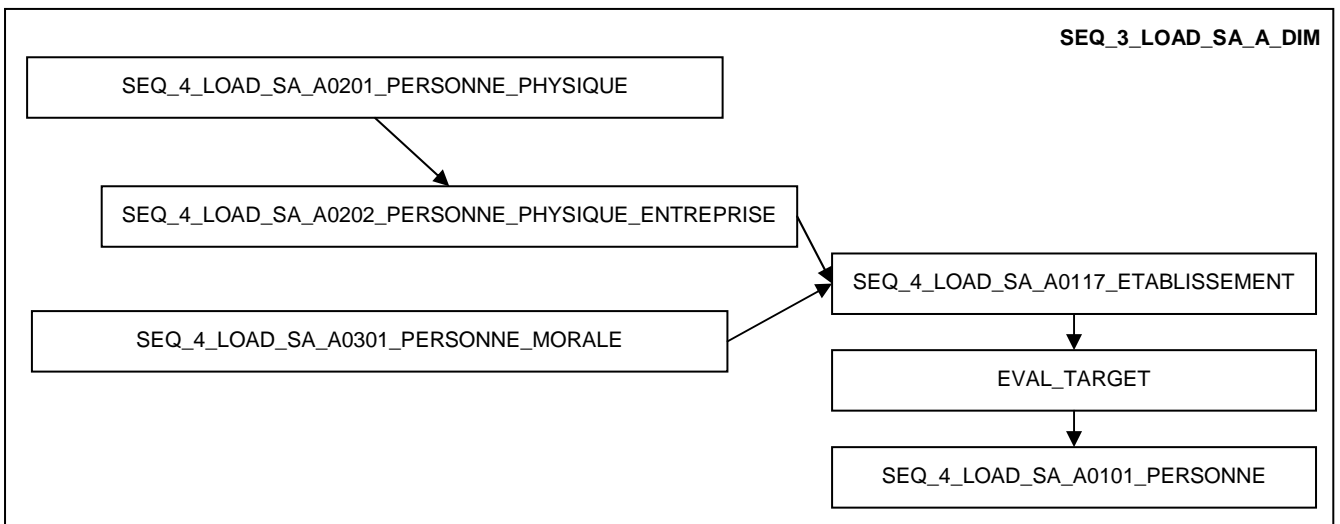 SEQ_3_LOAD_SA_A_DIM
SEQ_4_LOAD_SA_A0201_PERSONNE_PHYSIQUE
SEQ_4_LOAD_SA_A0202_PERSONNE_PHYSIQUE_ENTREPRISE
SEQ_4_LOAD_SA_A0117_ETABLISSEMENT
SEQ_4_LOAD_SA_A0301_PERSONNE_MORALE
EVAL_TARGET
SEQ_4_LOAD_SA_A0101_PERSONNE